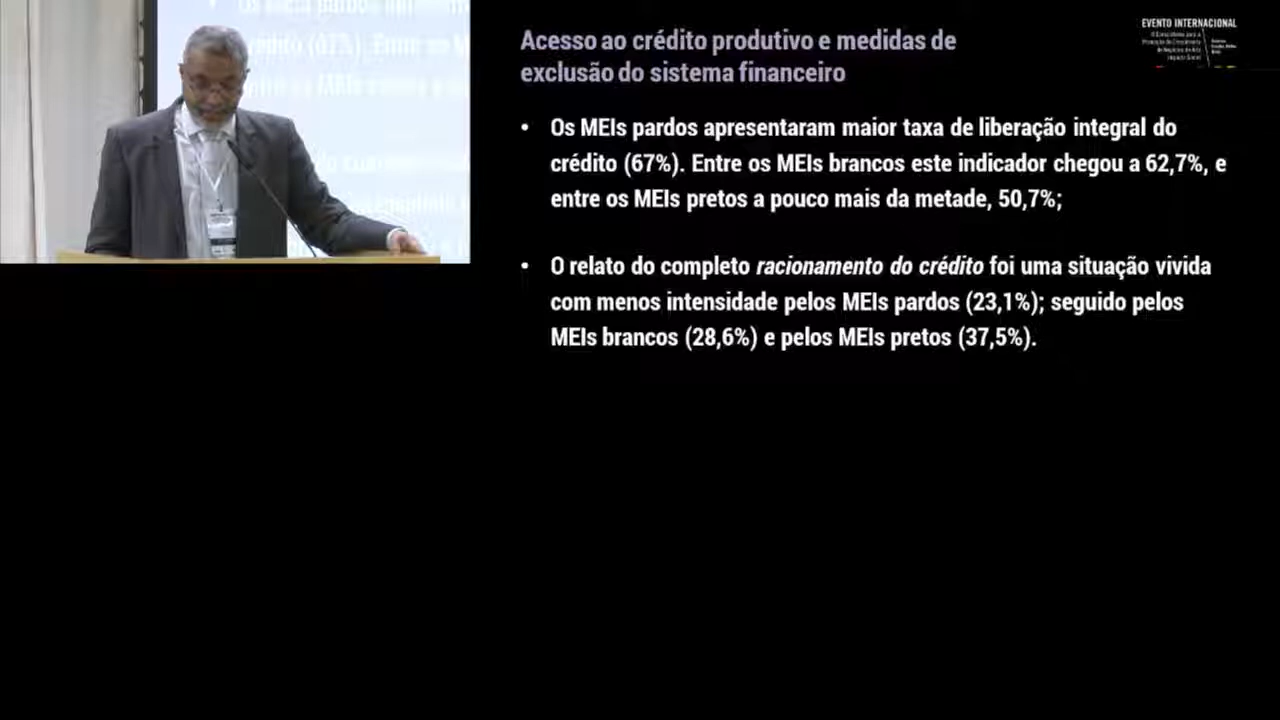 Acesso ao crédito produtivo e medidas de
exclusão do sistema financeiro
EVENTO INTERNACIONAL
• Os MEIs pardos apresentaram maior taxa de liberação integral do
crédito (67%). Entre os MEIs brancos este indicador chegou a 62,7%, e
entre os MEIs pretos a pouco mais da metade, 50,7%;
• O relato do completo racionamento do crédito foi uma situação vivida
com menos intensidade pelos MEIs pardos (23,1%); seguido pelos
MEIs brancos (28,6%) e pelos MEIs pretos (37,5%).